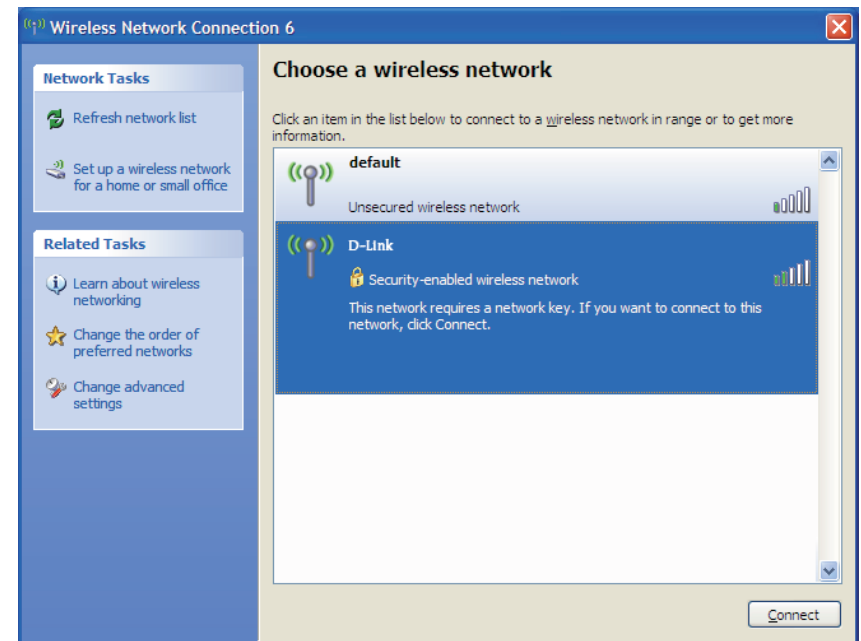 Wireless Network Connection 6
Network Tasks
Refresh network list
Set up a wireless network
for a home or small office
Related Tasks
Learn about wireless
networking
Change the order of
preferred networks
Change advanced
settings
Choose a wireless network
Click an item in the list below to connect to a wireless network in range or to get more
information.
default
Unsecured wireless network
D-Link
Security-enabled wireless network
This network requires a network key. If you want to connect to this
network, click Connect.
Connect